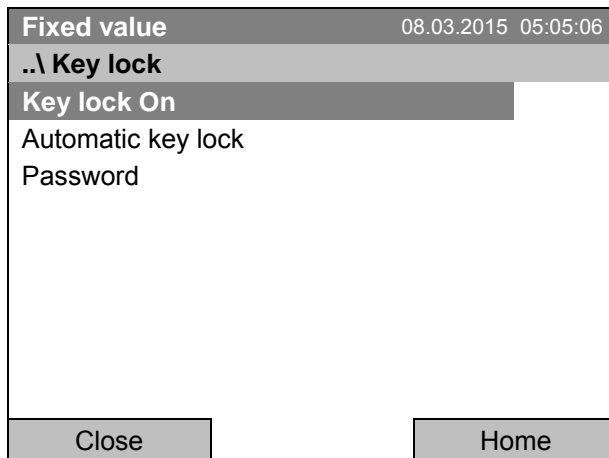 Fixed value 08.03.2015 05:05:06
..\ Key lock
Key lock On
Automatic key lock
Password
Close Home